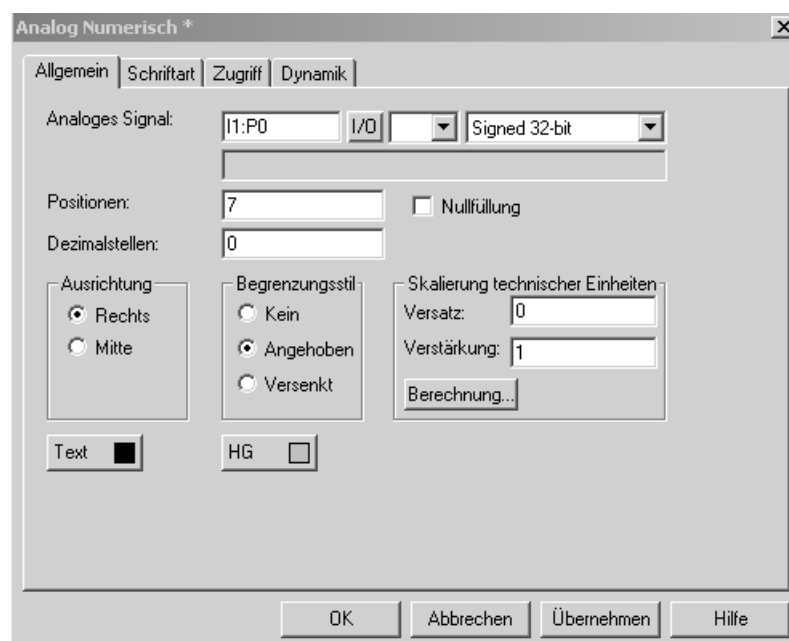 Analog Numerisch *
Allgemein Schriftart Zugriff Dynamik
Analoges Signal: I1:P0 I/O Signed 32-bit
Positionen: 7 Nullfüllung
Dezimalstellen: 0
Ausrichtung
Rechts
Mitte
Begrenzungsstil
Kein
Angehoben
Versenkt
Skalierung technischer Einheiten
Versatz: 0
Verstärkung: 1
Berechnung...
Text HG
OK Abbrechen Übernehmen Hilfe